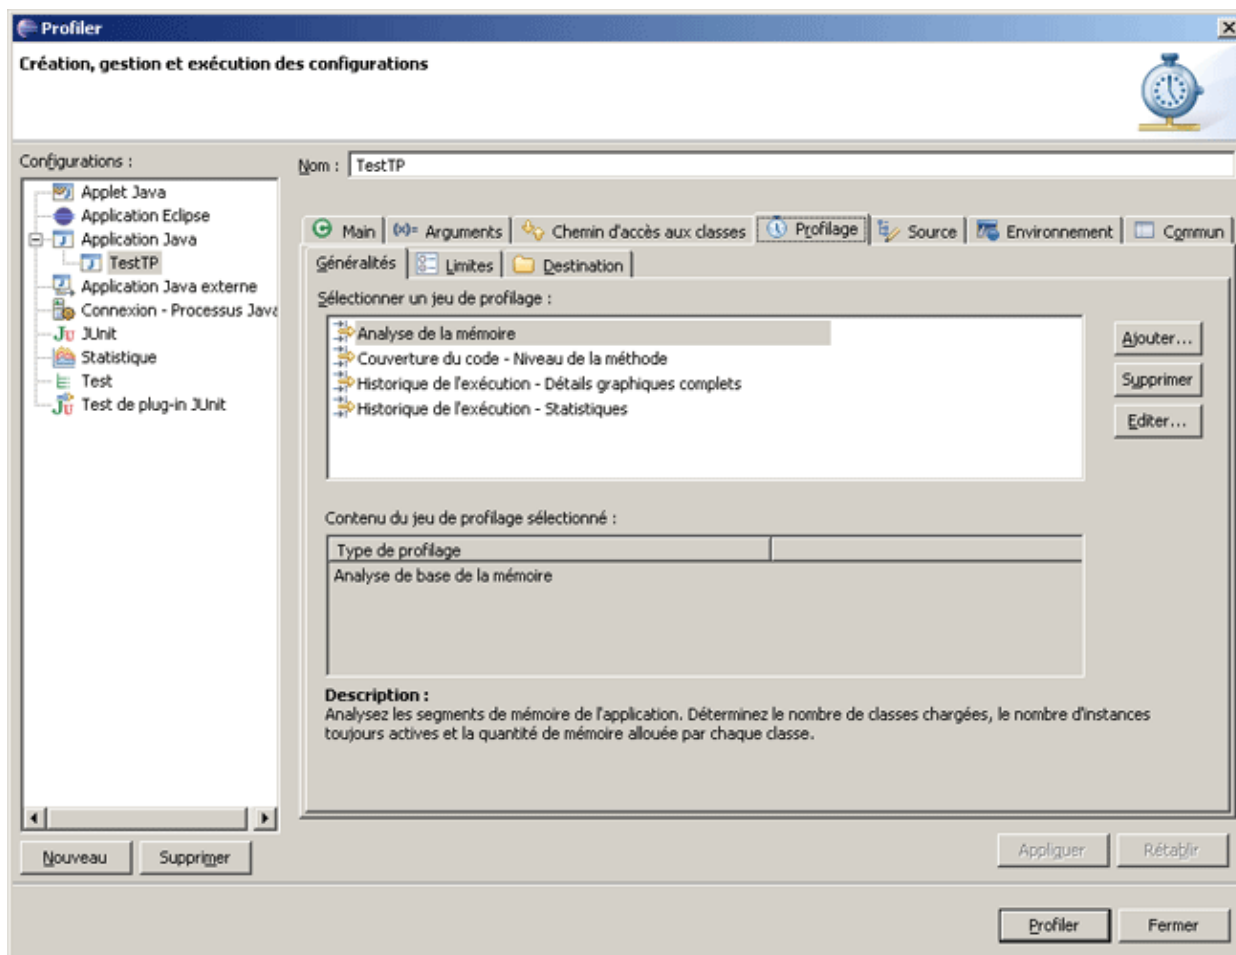 Profiler
Création, gestion et exécution des configurations
Configurations :
Applet Java
Application Eclipse
Application Java
TestTP
Application Java externe
Connexion - Processus Java
JUnit
Statistique
Test
Test de plug-in JUnit
Nouveau
Supprimer
Nom :
TestTP
Main
Arguments
Chemin d'accès aux classes
Profilage
Source
Environnement
Commun
Généralités
Limites
Destination
Sélectionner un jeu de profilage :
Analyse de la mémoire
Couverture du code - Niveau de la méthode
Historique de l'exécution - Détails graphiques complets
Historique de l'exécution - Statistiques
Ajouter...
Supprimer
Editer...
Contenu du jeu de profilage sélectionné :
Type de profilage
Analyse de base de la mémoire
Description :
Analysez les segments de mémoire de l'application. Déterminez le nombre de classes chargées, le nombre d'instances
toujours actives et la quantité de mémoire allouée par chaque classe.
Appliquer
Rétablir
Profiler
Fermer